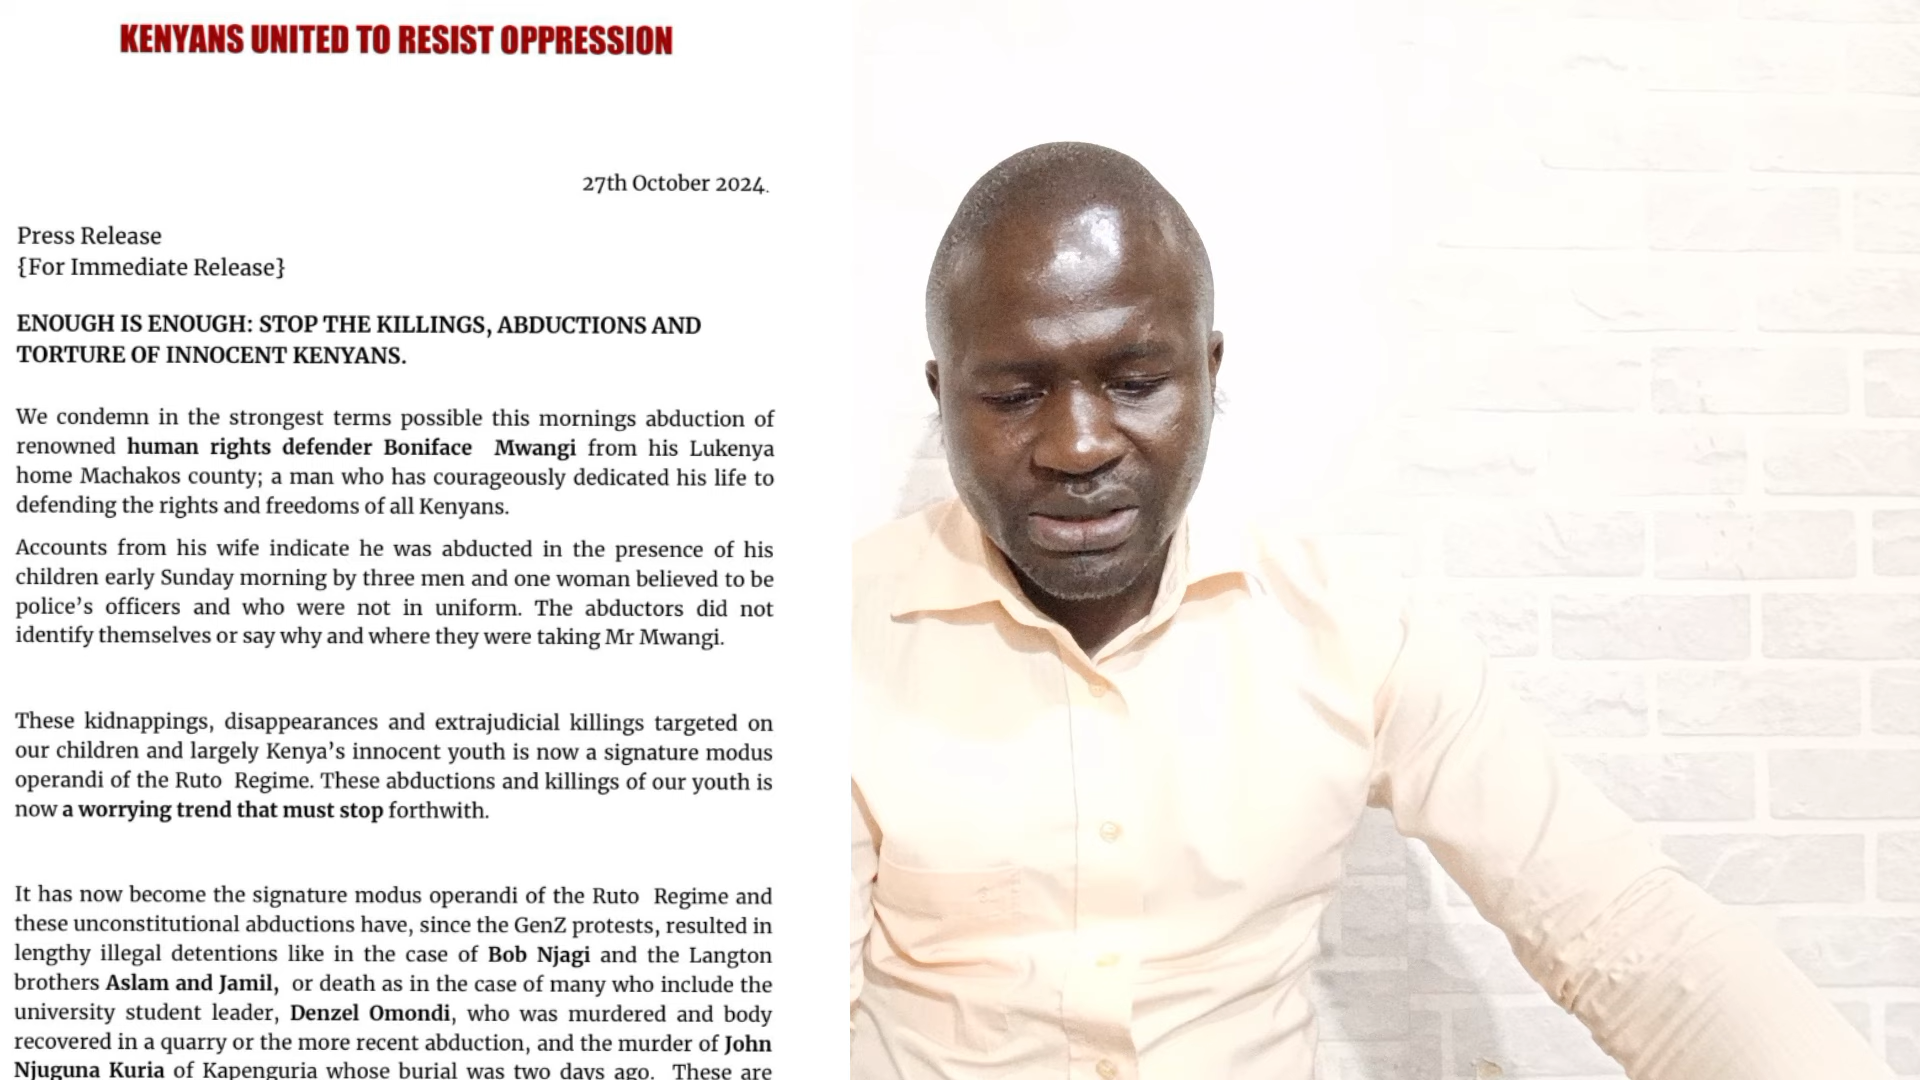 KENYANS UNITED TO RESIST OPPRESSION
27th October 2024.
Press Release
{For Immediate Release}
ENOUGH IS ENOUGH: STOP THE KILLINGS, ABDUCTIONS AND
TORTURE OF INNOCENT KENYANS.
We condemn in the strongest terms possible this mornings abduction of
renowned human rights defender Boniface Mwangi from his Lukenya
home Machakos county; a man who has courageously dedicated his life to
defending the rights and freedoms of all Kenyans.
Accounts from his wife indicate he was abducted in the presence of his
children early Sunday morning by three men and one woman believed to be
police's officers and who were not in uniform. The abductors did not
identify themselves or say why and where they were taking Mr Mwangi.
These kidnappings, disappearances and extrajudicial killings targeted on
our children and largely Kenya's innocent youth is now a signature modus
operandi of the Ruto Regime. These abductions and killings of our youth is
now a worrying trend that must stop forthwith.
It has now become the signature modus operandi of the Ruto Regime and
these unconstitutional abductions have, since the GenZ protests, resulted in
lengthy illegal detentions like in the case of Bob Njagi and the Langton
brothers Aslam and Jamil, or death as in the case of many who include the
university student leader, Denzel Omondi, who was murdered and body
recovered in a quarry or the more recent abduction, and the murder of John
Njuguna Kuria of Kapenguria whose burial was two days ago. These are